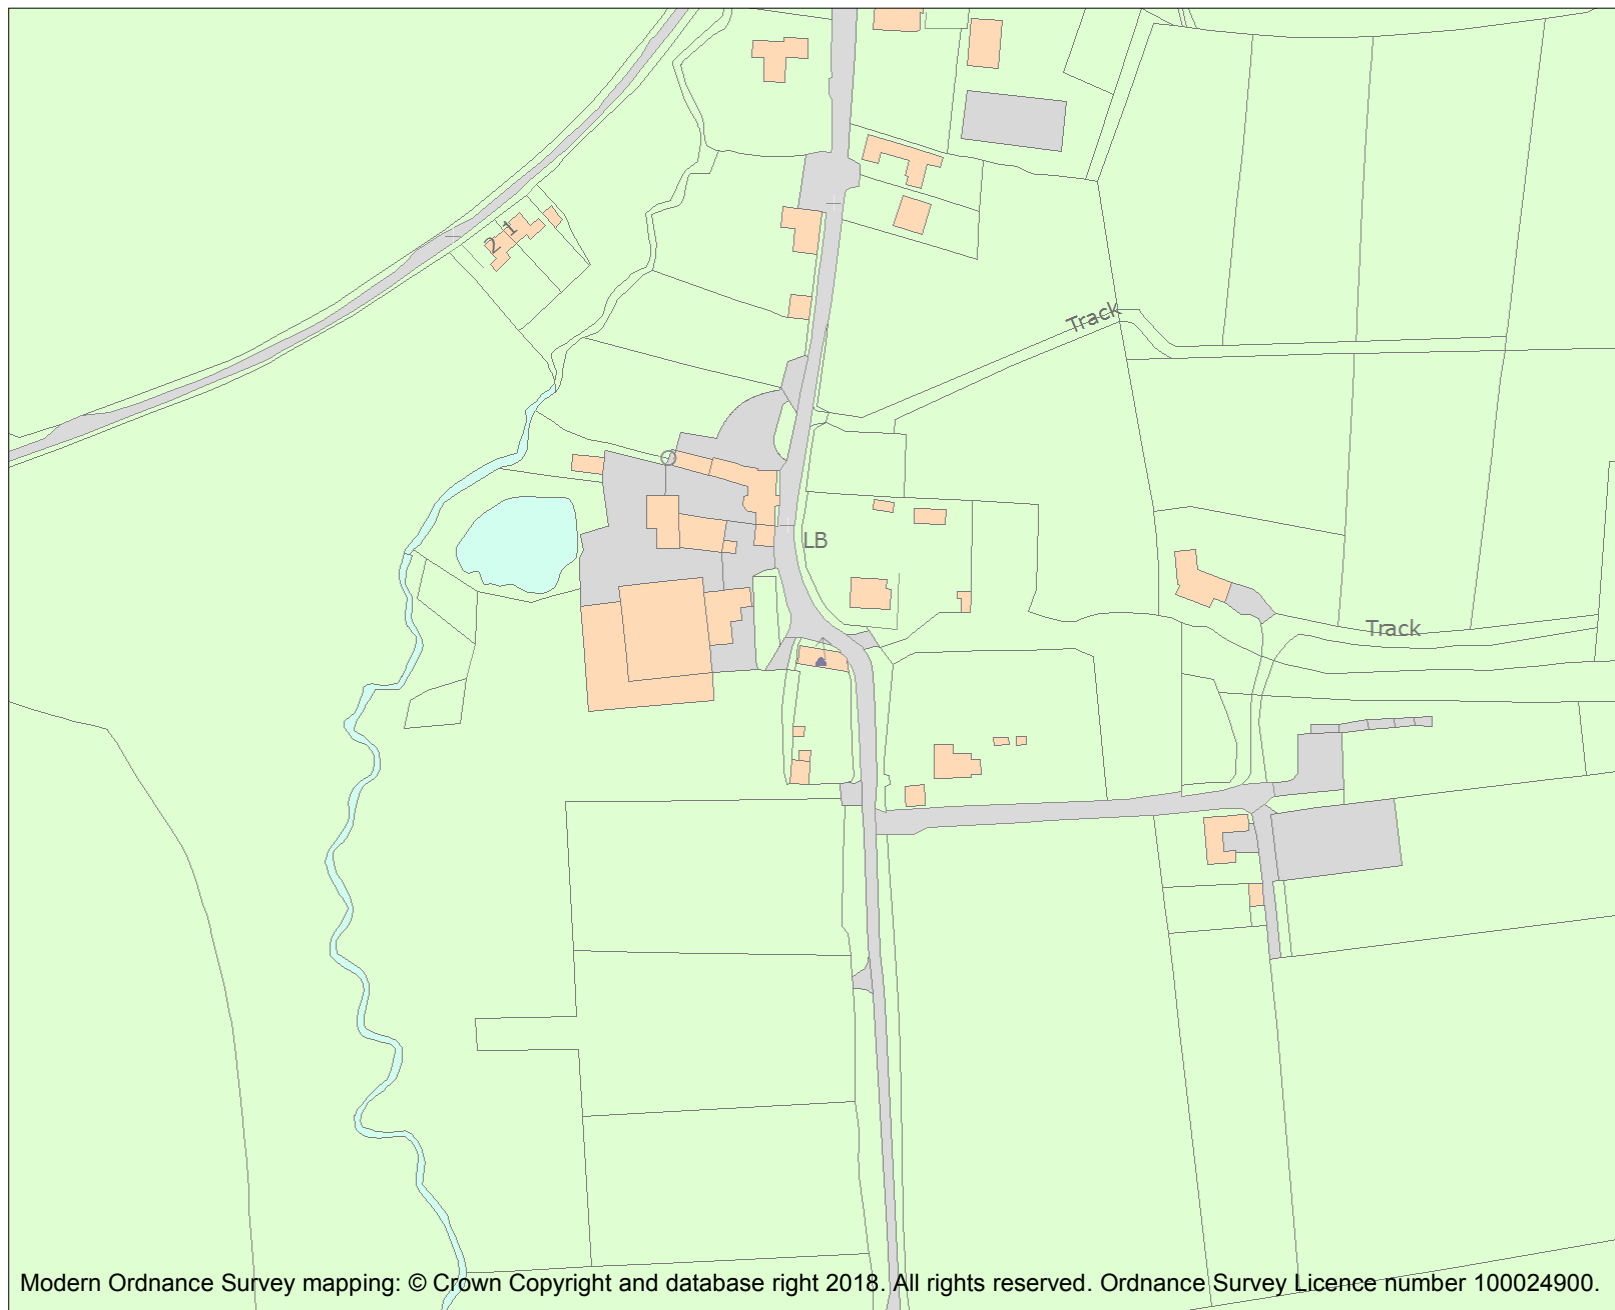 1
2
Track
LB
Track
Modern Ordnance Survey mapping: © Crown Copyright and database right 2018. All rights reserved. Ordnance Survey Licence number 100024900.